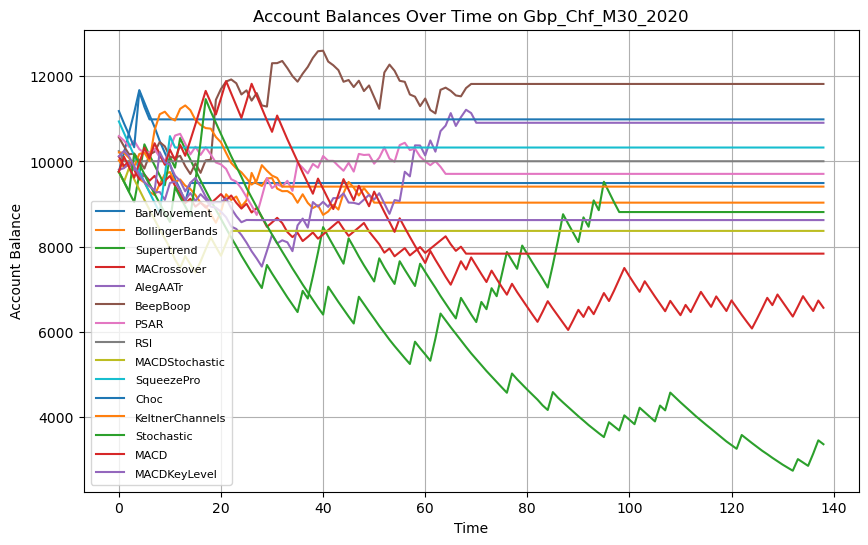 Account Balances Over Time on Gbp_Chf_M30_2020
Account Balance
12000
10000
8000
6000
4000
BarMovement
BollingerBands
Supertrend
MACrossover
AlegAATr
BeepBoop
PSAR
RSI
MACDStochastic
SqueezePro
Choc
KeltnerChannels
Stochastic
MACD
MACDKeyLevel
0 20 40 60 80 100 120 140
Time